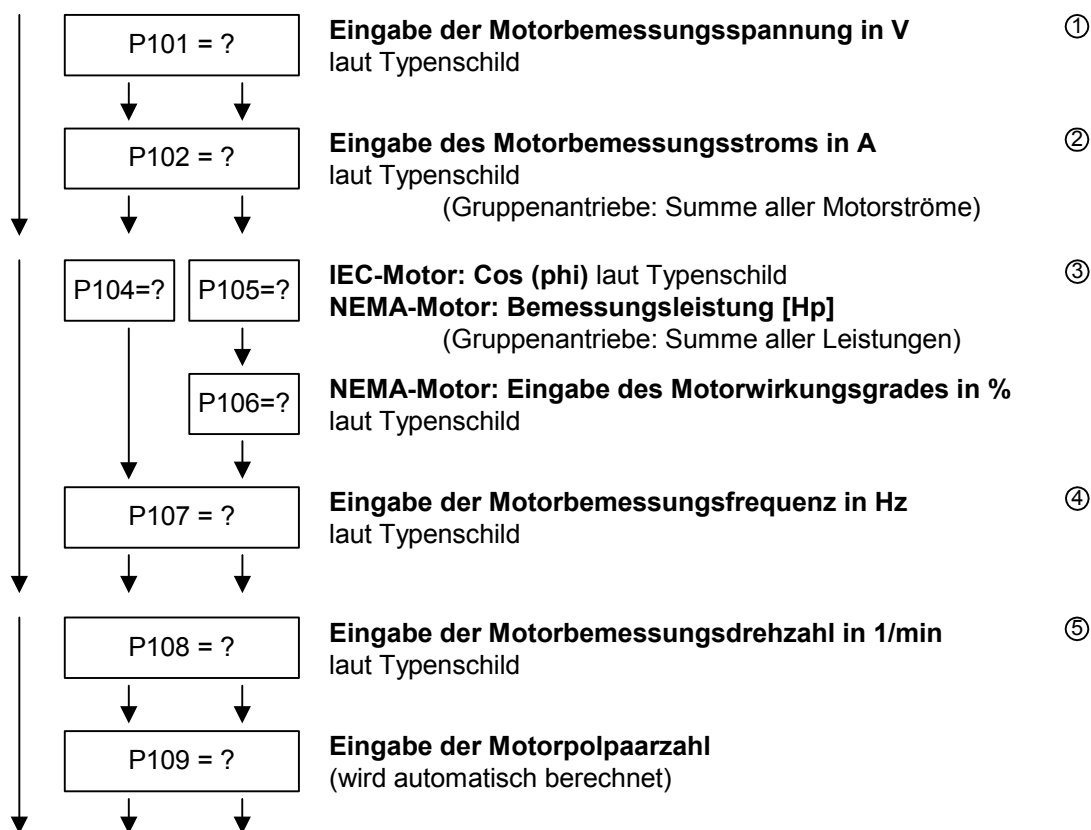 P101 = ?
Eingabe der Motorbemessungsspannung in V
①
laut Typenschild
P102 = ?
Eingabe des Motorbemessungsstroms in A
②
laut Typenschild
(Gruppenantriebe: Summe aller Motorströme)
P104=?
P105=?
IEC-Motor: Cos (phi) laut Typenschild
③
NEMA-Motor: Bemessungsleistung [Hp]
(Gruppenantriebe: Summe aller Leistungen)
P106=?
NEMA-Motor: Eingabe des Motorwirkungsgrades in %
laut Typenschild
P107 = ?
Eingabe der Motorbemessungsfrequenz in Hz
④
laut Typenschild
P108 = ?
Eingabe der Motorbemessungsdrehzahl in 1/min
⑤
laut Typenschild
P109 = ?
Eingabe der Motorpolpaarzahl
(wird automatisch berechnet)